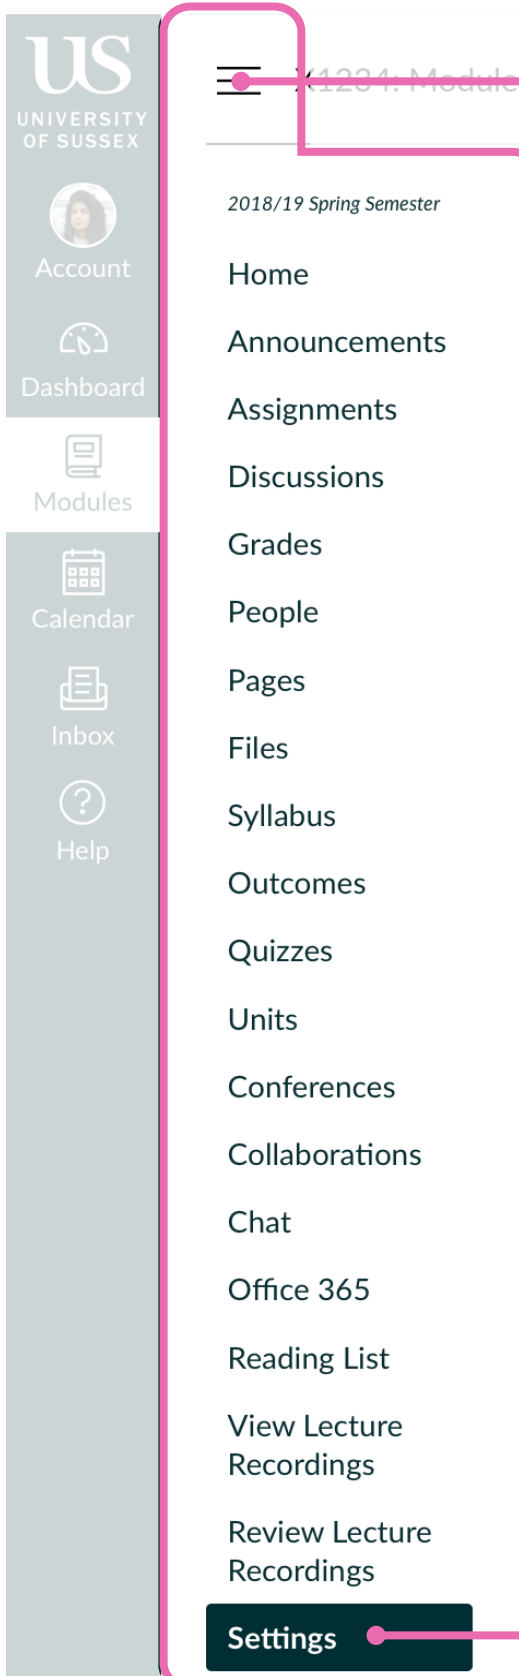 US
UNIVERSITY
OF SUSSEX
Account
Dashboard
Modules
Calendar
Inbox
Help
X1234: Module
2018/19 Spring Semester
Home
Announcements
Assignments
Discussions
Grades
People
Pages
Files
Syllabus
Outcomes
Quizzes
Units
Conferences
Collaborations
Chat
Office 365
Reading List
View Lecture
Recordings
Review Lecture
Recordings
Settings